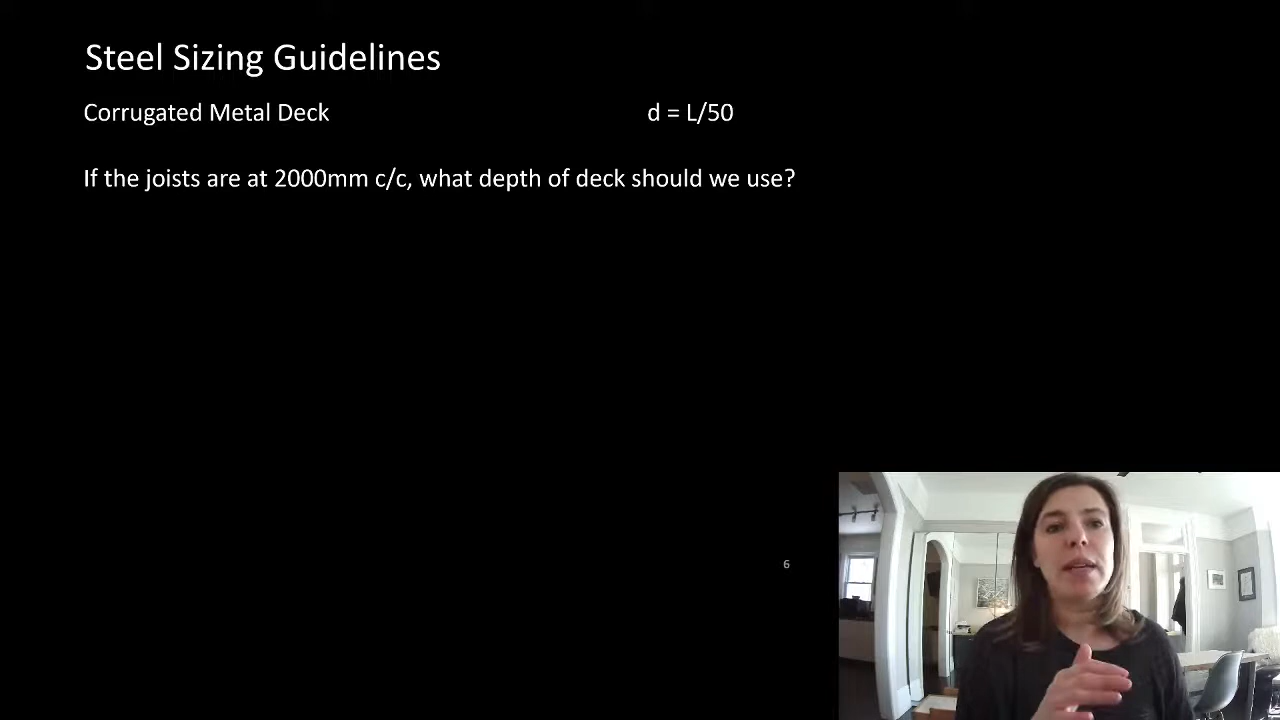 Steel Sizing Guidelines
Corrugated Metal Deck d = L/50
If the joists are at 2000mm c/c, what depth of deck should we use?
6